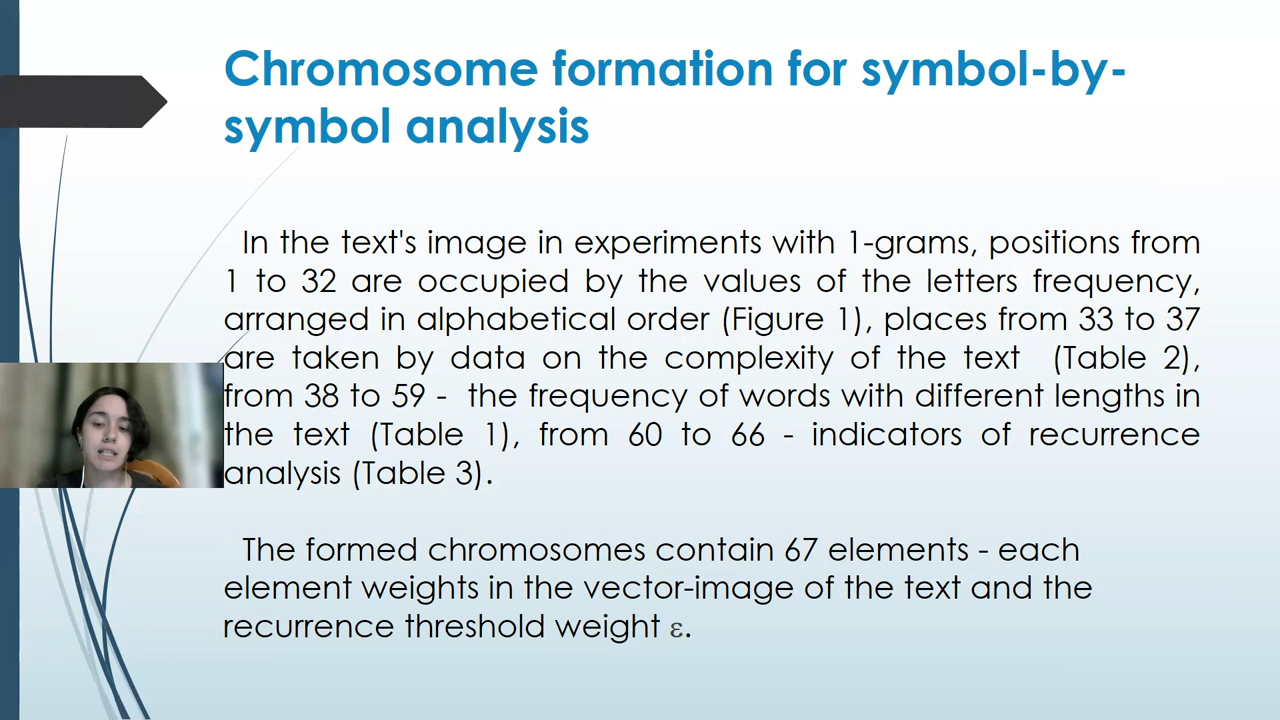 Chromosome formation for symbol-by-
symbol analysis
In the text's image in experiments with 1-grams, positions from
1 to 32 are occupied by the values of the letters frequency,
arranged in alphabetical order (Figure 1), places from 33 to 37
are taken by data on the complexity of the text (Table 2),
from 38 to 59 - the frequency of words with different lengths in
the text (Table 1), from 60 to 66 - indicators of recurrence
analysis (Table 3).
The formed chromosomes contain 67 elements - each
element weights in the vector-image of the text and the
recurrence threshold weight ε.